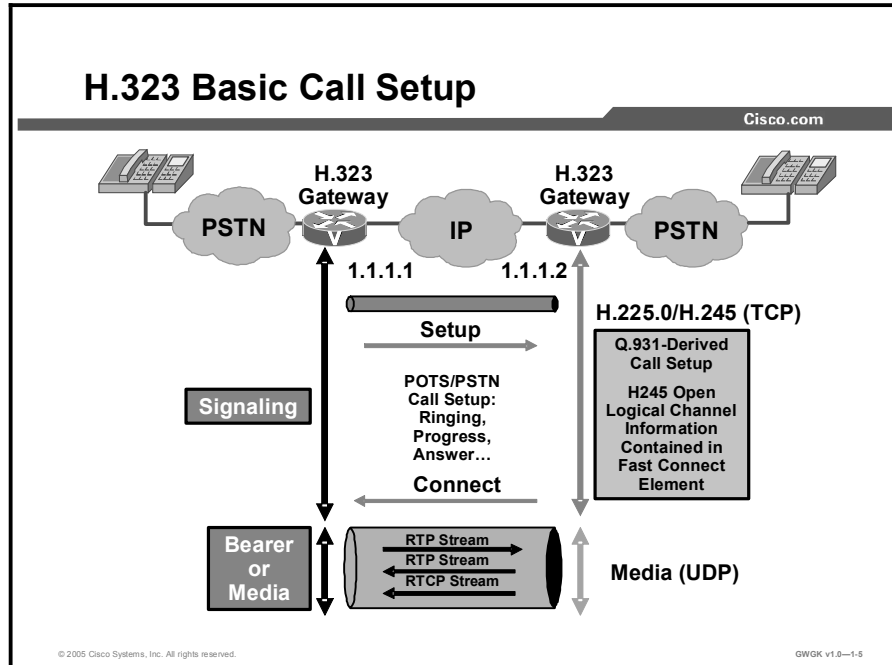 H.323 Basic Call Setup
Cisco.com
H.323
Gateway
H.323
Gateway
PSTN
IP
PSTN
V
V
1.1.1.1
1.1.1.2
H.225.0/H.245 (TCP)
Setup
Q.931-Derived
Call Setup
H245 Open
Logical Channel
Information
Contained in
Fast Connect
Element
POTS/PSTN
Call Setup:
Ringing,
Progress,
Answer…
Signaling
Connect
Bearer
or
Media
RTP Stream
RTP Stream
RTCP Stream
Media (UDP)
© 2005 Cisco Systems, Inc. All rights reserved.
GWGK v1.0—1-5